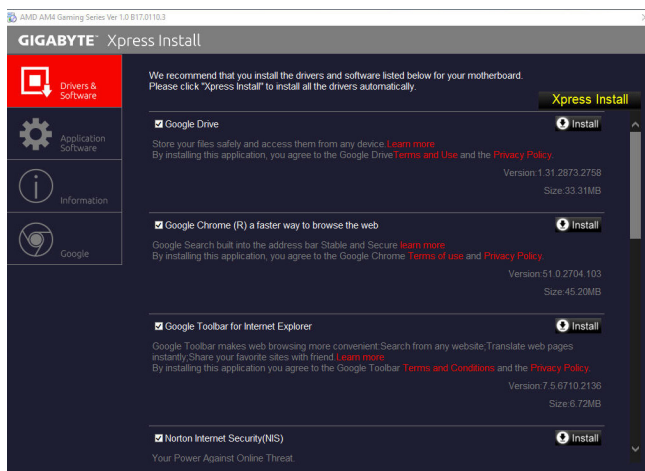 AMD AM4 Gaming Series Ver 1.0 B17.0110.3
GIGABYTE™ Xpress Install
Drivers &
Software
Application
Software
Information
Google
We recommend that you install the drivers and software listed below for your motherboard.
Please click "Xpress Install" to install all the drivers automatically.
Xpress Install
Google Drive
Install
Store your files safely and access them from any device.Learn more
By installing this application, you agree to the Google DriveTerms and Use and the Privacy Policy.
Version:1.31.2873.2758
Size:33.31MB
Google Chrome (R) a faster way to browse the web
Install
Google Search built into the address bar Stable and Secure learn more
By installing this application, you agree to the Google Chrome Terms of use and Privacy Policy.
Version:51.0.2704.103
Size:45.20MB
Google Toolbar for Internet Explorer
Install
Google Toolbar makes web browsing more convenient.Search from any website;Translate web pages
instantly;Share your favorite sites with friend.Learn more
By installing this application you agree to the Google Toolbar Terms and Conditions and the Privacy Policy.
Version:7.5.6710.2136
Size:6.72MB
Norton Internet Security(NIS)
Install
Your Power Against Online Threat.